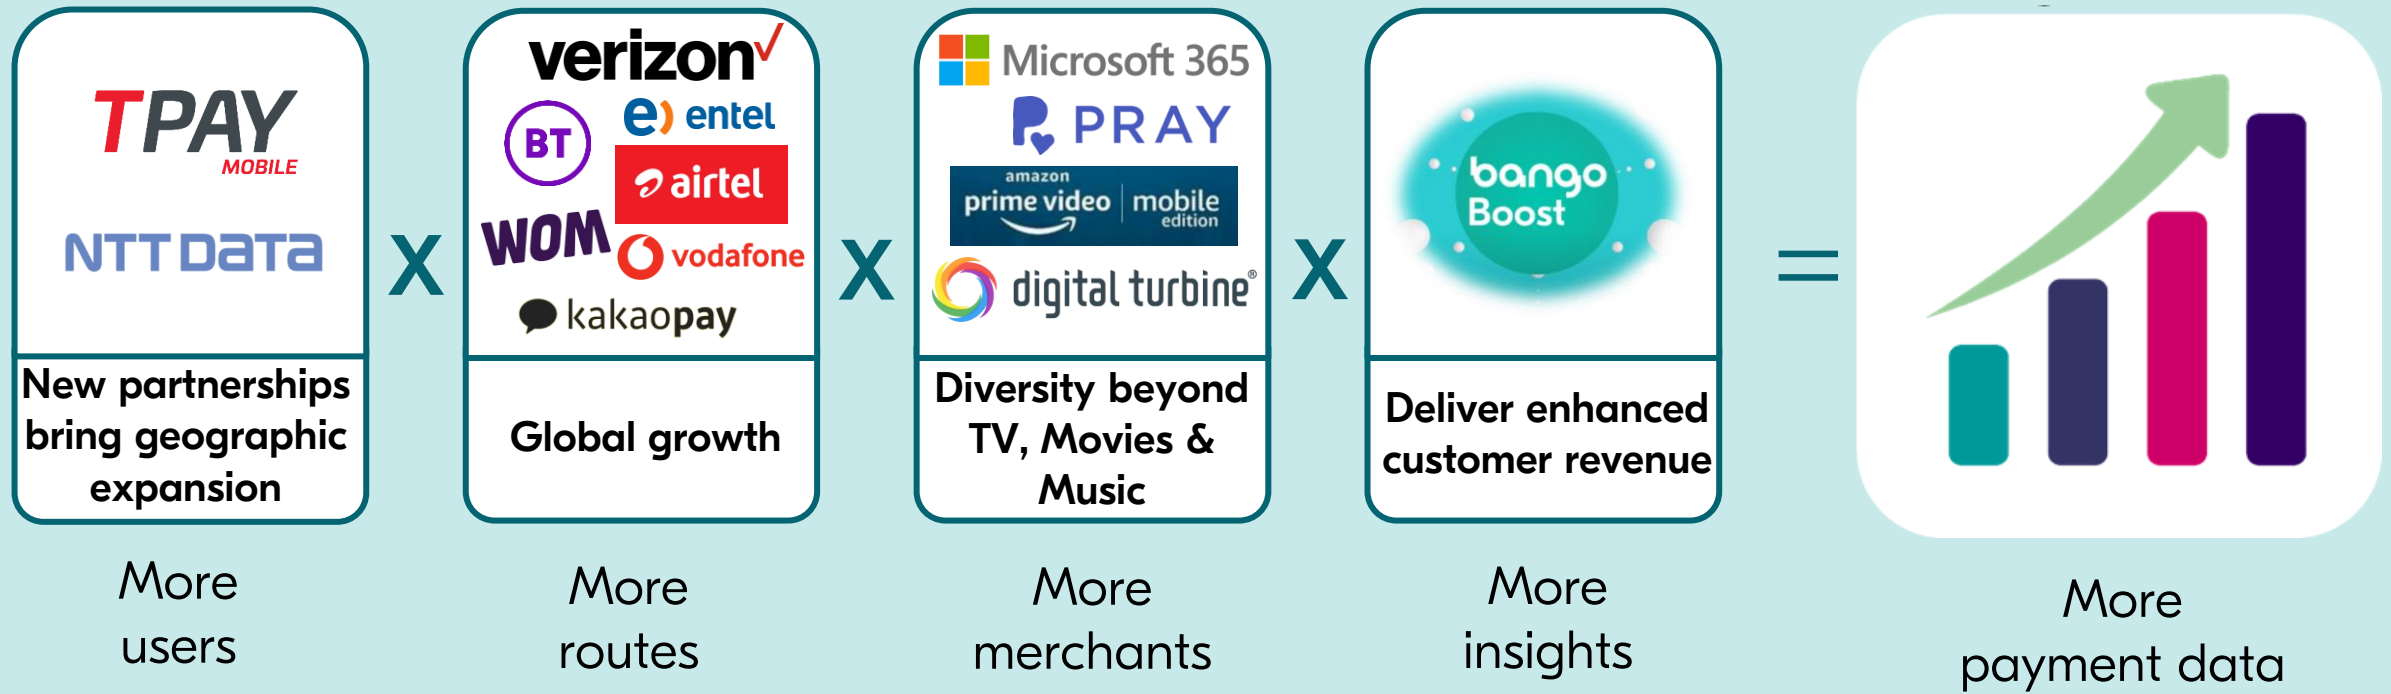 TPAY
MOBILE
NTT DATA
New partnerships
bring geographic
expansion
More
users
X
verizon
BT
entel
airtel
WOM
vodafone
kakaopay
Global growth
More
routes
X
Microsoft 365
PRAY
amazon
prime video
mobile
edition
digital turbine®
Diversity beyond
TV, Movies &
Music
More
merchants
X
bango
Boost
Deliver enhanced
customer revenue
More
insights
=
More
payment data